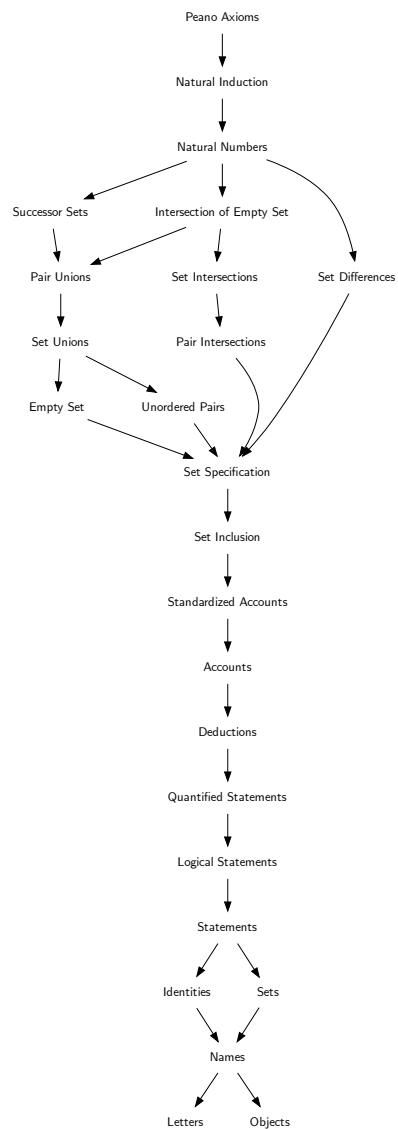 Peano Axioms
Natural Induction
Natural Numbers
Successor Sets
Intersection of Empty Set
Pair Unions
Set Intersections
Set Differences
Set Unions
Pair Intersections
Empty Set
Unordered Pairs
Set Specification
Set Inclusion
Standardized Accounts
Accounts
Deductions
Quantified Statements
Logical Statements
Statements
Identities
Sets
Names
Letters
Objects